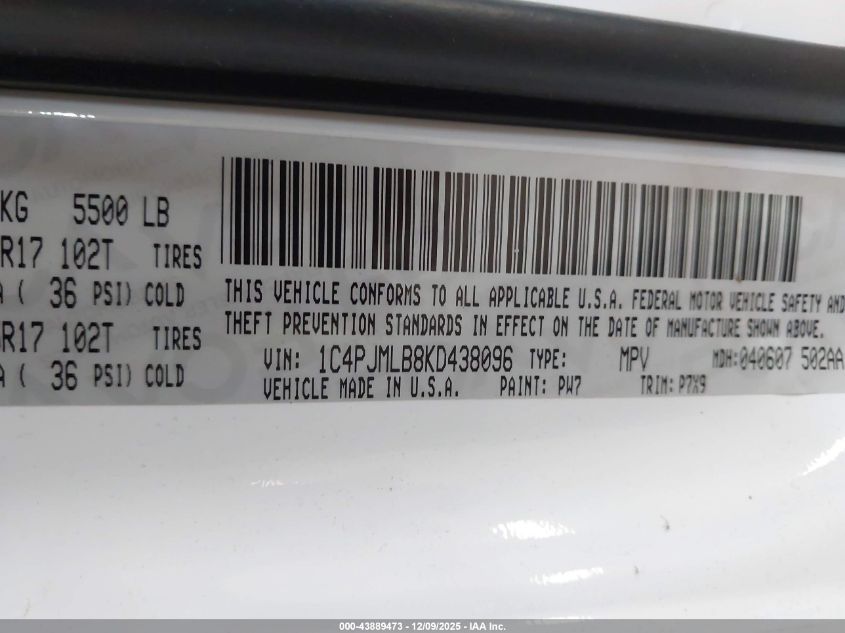 KG 5500 LB
R17 102T TIRES
A ( 36 PSI) COLD
R17 102T TIRES
A ( 36 PSI) COLD
THIS VEHICLE CONFORMS TO ALL APPLICABLE U.S.A. FEDERAL MOTOR VEHICLE SAFETY AND
THEFT PREVENTION STANDARDS IN EFFECT ON THE DATE OF MANUFACTURE SHOWN ABOVE.
VIN: 1C4PJMLB8KD438096 TYPE: MPV MDH:040607 502AA
VEHICLE MADE IN U.S.A. PAINT: PW7 TRIM: P7X9
000-43889473 - 12/09/2025 - IAA Inc.